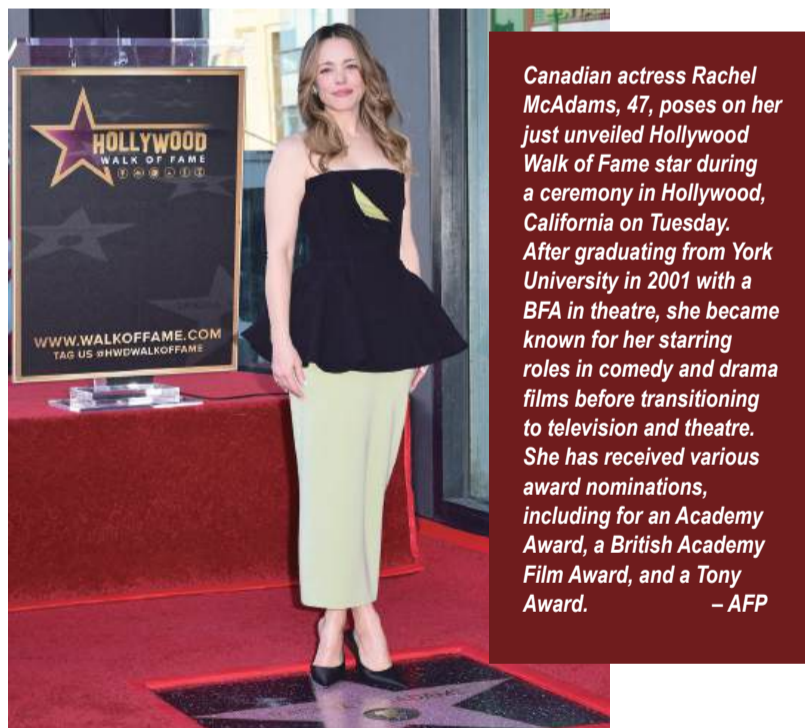 HOLLYWOOD
WALK OF FAME
WWW.WALKOFFAME.COM
TAG US @HWDWALKOFFAME
Canadian actress Rachel
McAdams, 47, poses on her
just unveiled Hollywood
Walk of Fame star during
a ceremony in Hollywood,
California on Tuesday.
After graduating from York
University in 2001 with a
BFA in theatre, she became
known for her starring
roles in comedy and drama
films before transitioning
to television and theatre.
She has received various
award nominations,
including for an Academy
Award, a British Academy
Film Award, and a Tony
Award. – AFP